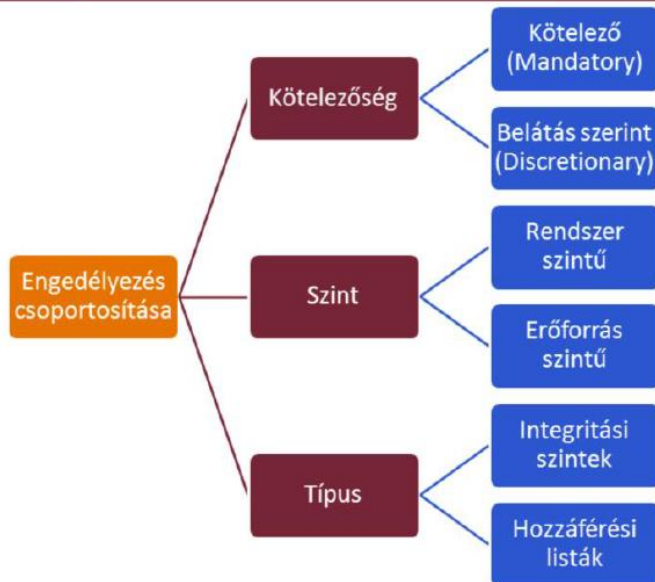 Engedélyezés
csoportosítása
Kötelezőség
Kötelező
(Mandatory)
Belátás szerint
(Discretionary)
Szint
Rendszer
szintű
Erőforrás
szintű
Típus
Integritási
szintek
Hozzáférési
listák